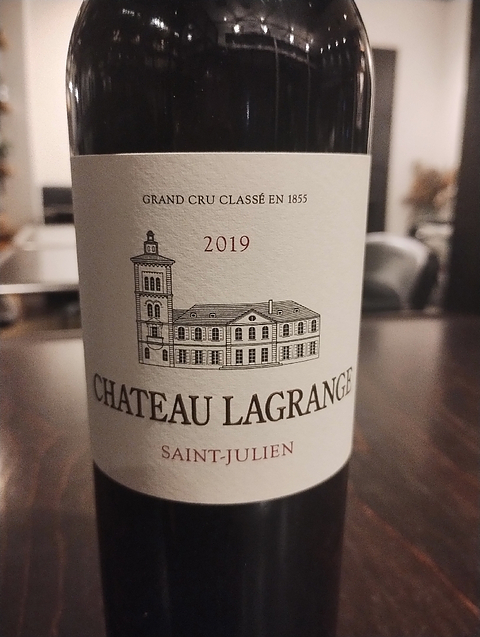 GRAND CRU CLASSÉ EN 1855
2019
CHATEAU LAGRANGE
SAINT-JULIEN